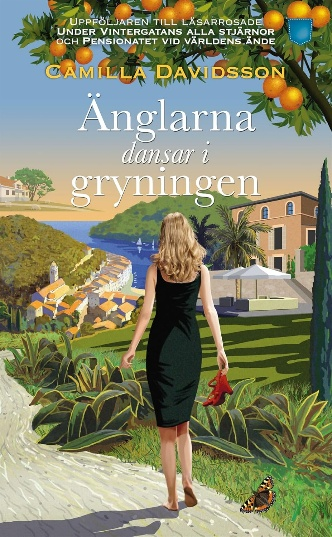 Uppföljaren till läsarrosade
Under Vintergatans alla stjärnor
och Pensionatet vid världens ände
Camilla Davidsson
Änglarna
dansar i
gryningen